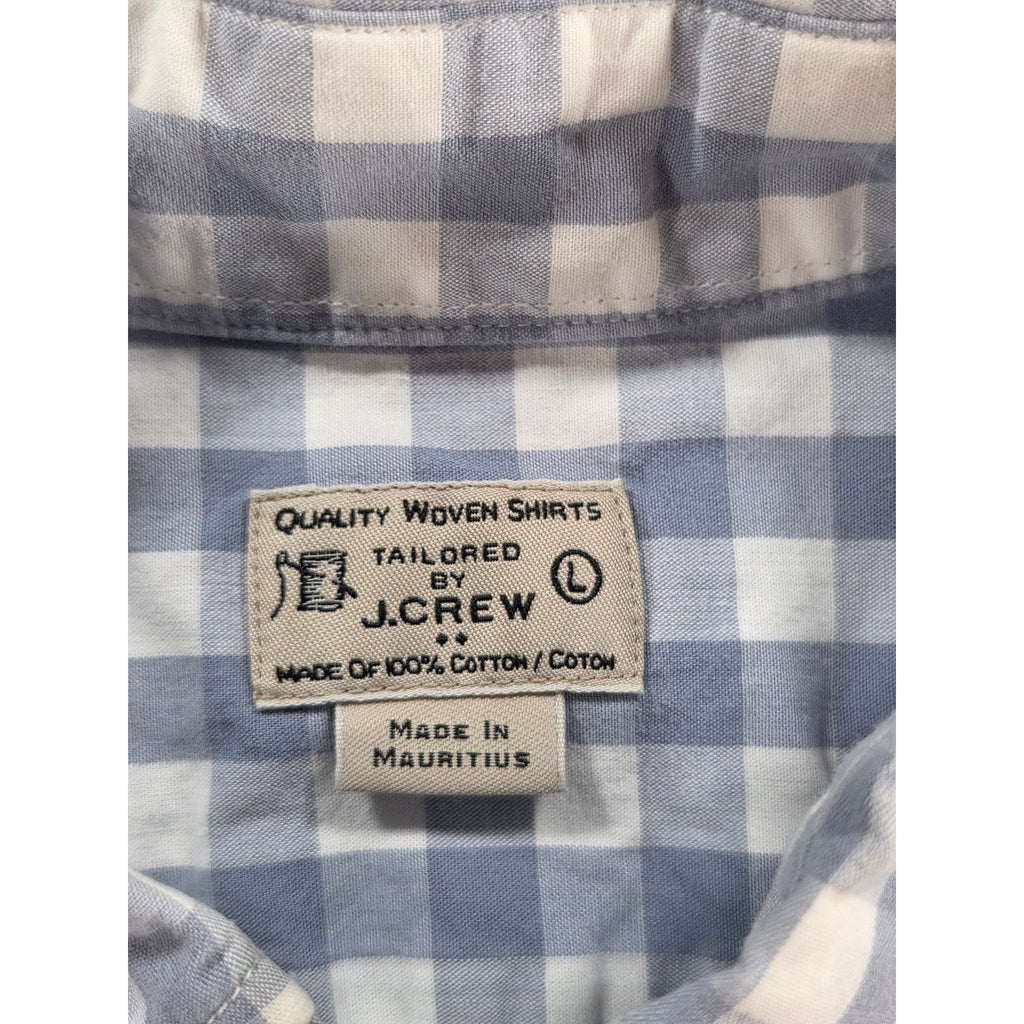 QUALITY WOVEN SHIRTS
TAILORED
BY
L
J.CREW
MADE OF 100% COTTON / COTON
MADE IN
MAURITIUS